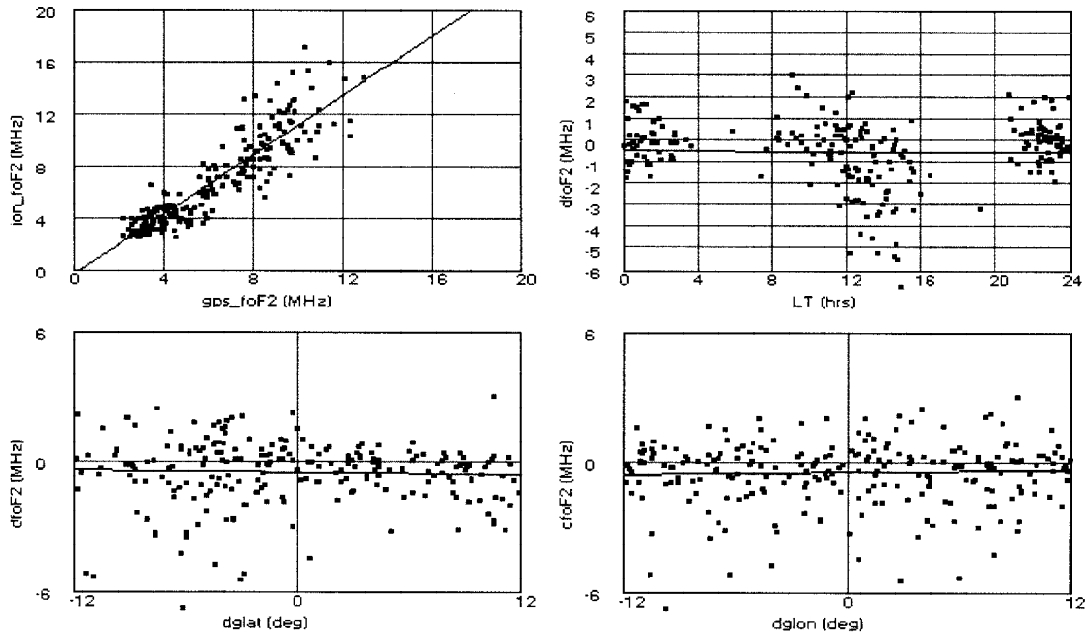 20
16
12
8
4
0
ion_foF2 (MHz)
0 4 8 12 16 20
gps_foF2 (MHz)
6
5
4
3
2
1
0
-1
-2
-3
-4
-5
-6
dfoF2 (MHz)
0 4 8 12 16 20 24
LT (hrs)
6
0
-6
dfoF2 (MHz)
-12 0 12
dglat (deg)
6
0
-6
cfoF2 (MHz)
-12 0 12
dglon (deg)